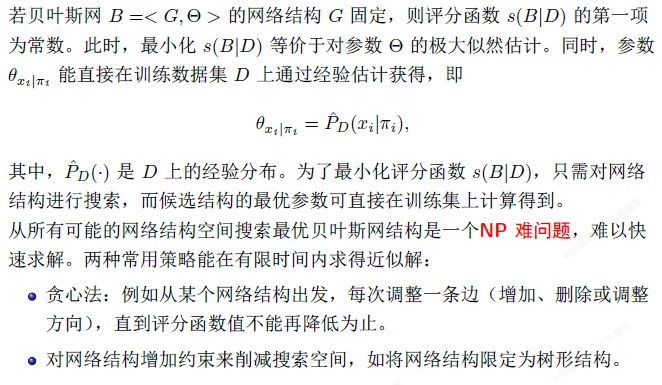 若贝叶斯网 B =< G, Θ > 的网络结构 G 固定，则评分函数 s(B|D) 的第一项
为常数。此时，最小化 s(B|D) 等价于对参数 Θ 的极大似然估计。同时，参数
θ_{x_i|π_i} 能直接在训练数据集 D 上通过经验估计获得，即
θ_{x_i|π_i} = P̂_D(x_i|π_i),
其中，P̂_D(·) 是 D 上的经验分布。为了最小化评分函数 s(B|D)，只需对网络
结构进行搜索，而候选结构的最优参数可直接在训练集上计算得到。
从所有可能的网络结构空间搜索最优贝叶斯网结构是一个NP 难问题，难以快
速求解。两种常用策略能在有限时间内求得近似解：
贪心法：例如从某个网络结构出发，每次调整一条边（增加、删除或调整
方向），直到评分函数值不能再降低为止。
对网络结构增加约束来削减搜索空间，如将网络结构限定为树形结构。